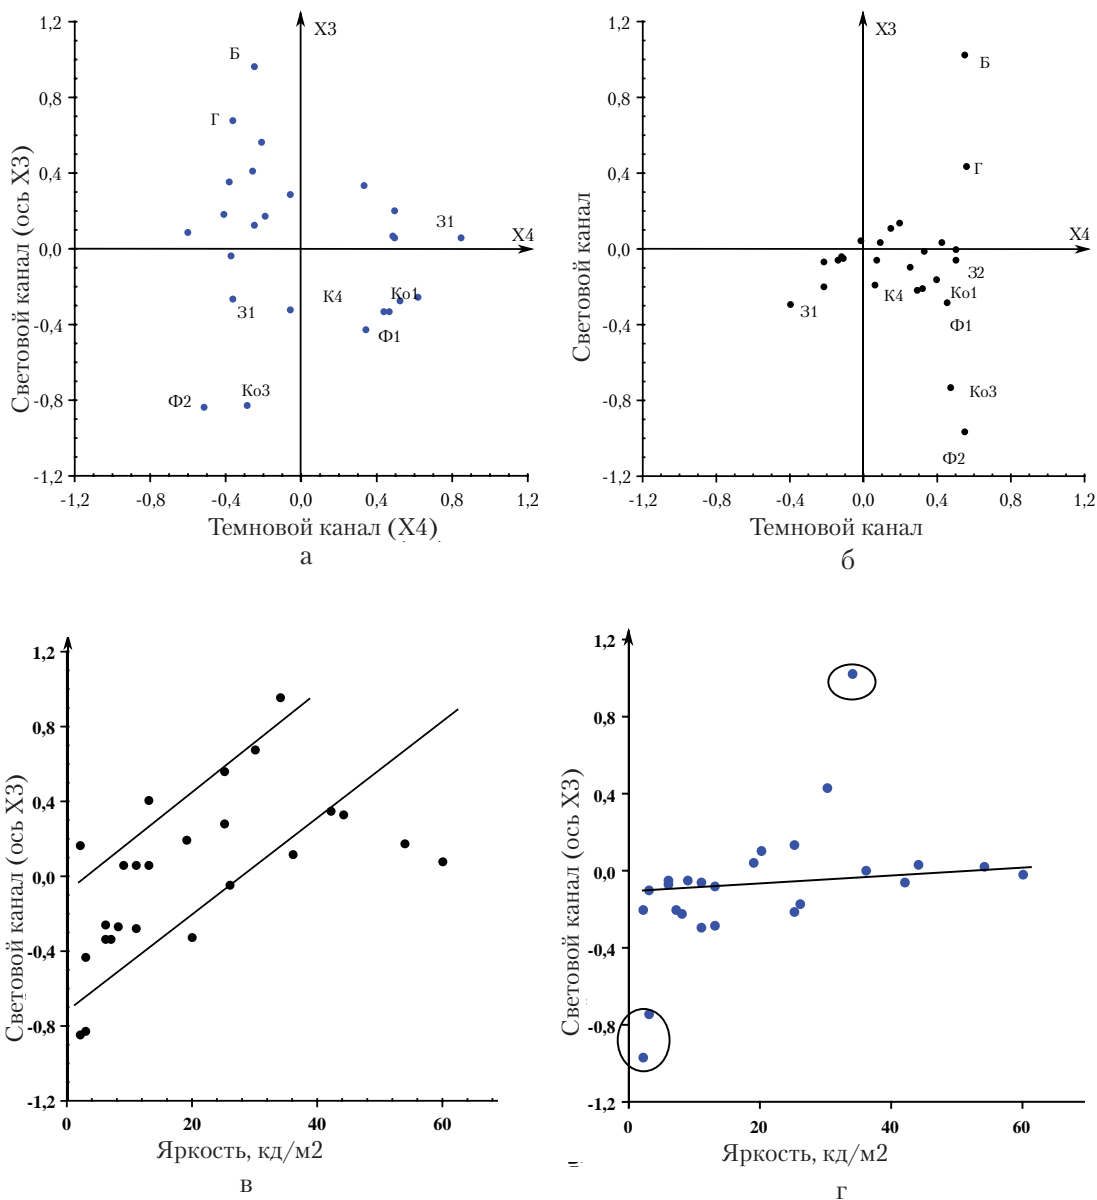 1,2
0,8
0,4
0,0
-0,4
-0,8
-1,2
Световой канал (ось X3)
X3
X4
Б
Г
З1
З1
К4
Ко1
Ф1
Ко3
Ф2
-1,2 -0,8 -0,4 0,0 0,4 0,8 1,2
Темновой канал (X4)
а
1,2
0,8
0,4
0,0
-0,4
-0,8
-1,2
Световой канал
X3
X4
Б
Г
З2
К4
Ко1
З1
Ф1
Ко3
Ф2
-1,2 -0,8 -0,4 0,0 0,4 0,8 1,2
Темновой канал
б
1,2
0,8
0,4
0,0
-0,4
-0,8
-1,2
Световой канал (ось X3)
0 20 40 60
Яркость, кд/м2
в
1,2
0,8
0,4
0,0
-0,4
-0,8
-1,2
Световой канал (ось X3)
0 20 40 60
Яркость, кд/м2
г